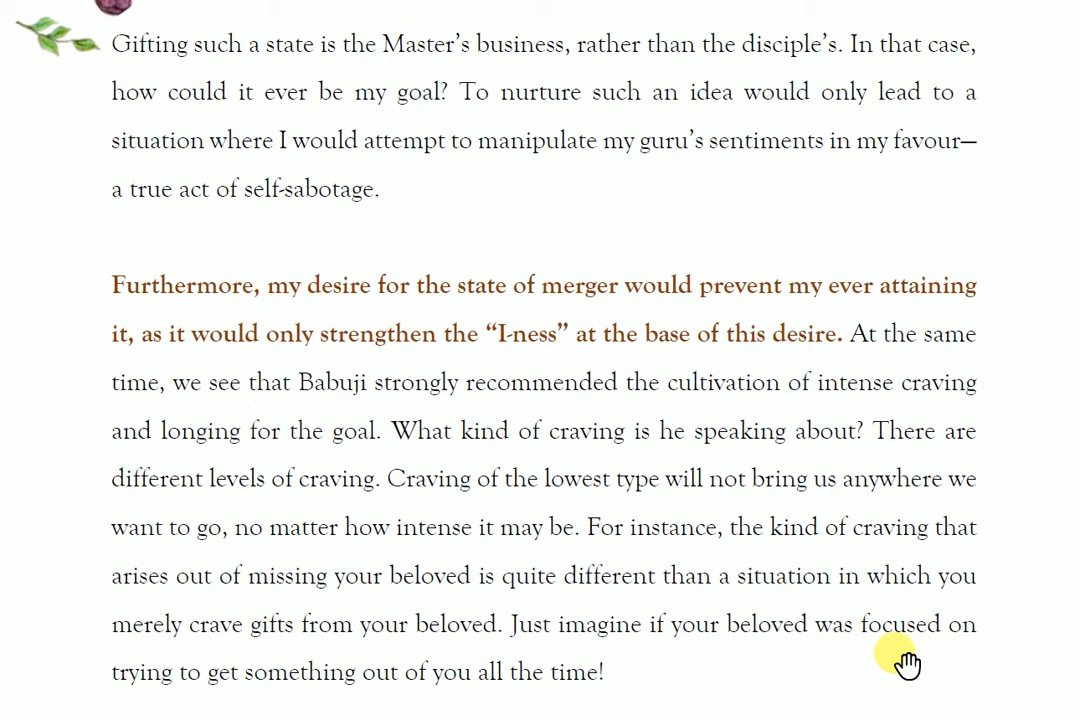 Gifting such a state is the Master’s business, rather than the disciple’s. In that case,
how could it ever be my goal? To nurture such an idea would only lead to a
situation where I would attempt to manipulate my guru’s sentiments in my favour—
a true act of self-sabotage.
Furthermore, my desire for the state of merger would prevent my ever attaining
it, as it would only strengthen the “I-ness” at the base of this desire. At the same
time, we see that Babuji strongly recommended the cultivation of intense craving
and longing for the goal. What kind of craving is he speaking about? There are
different levels of craving. Craving of the lowest type will not bring us anywhere we
want to go, no matter how intense it may be. For instance, the kind of craving that
arises out of missing your beloved is quite different than a situation in which you
merely crave gifts from your beloved. Just imagine if your beloved was focused on
trying to get something out of you all the time!